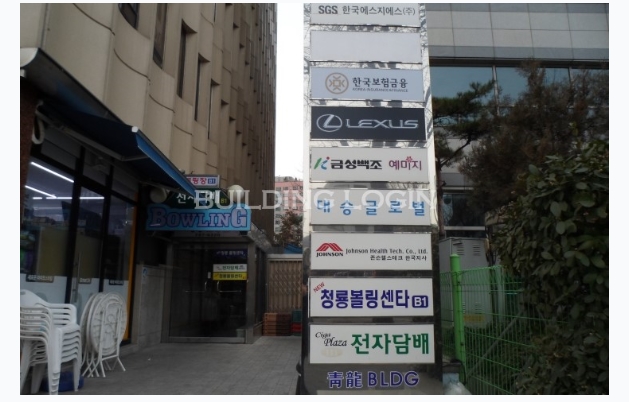 SGS 한국에스지에스(주)
한국보험금융
LEXUS
금성백조 예미지
BUILDING LOGIN
대승글로벌
BOWLING
JOHNSON
Johnson Health Tech. Co., Ltd.
존슨헬스테크 한국지사
NEW
청룡볼링센타 B1
Cigar Plaza 전자담배
靑龍 BLDG